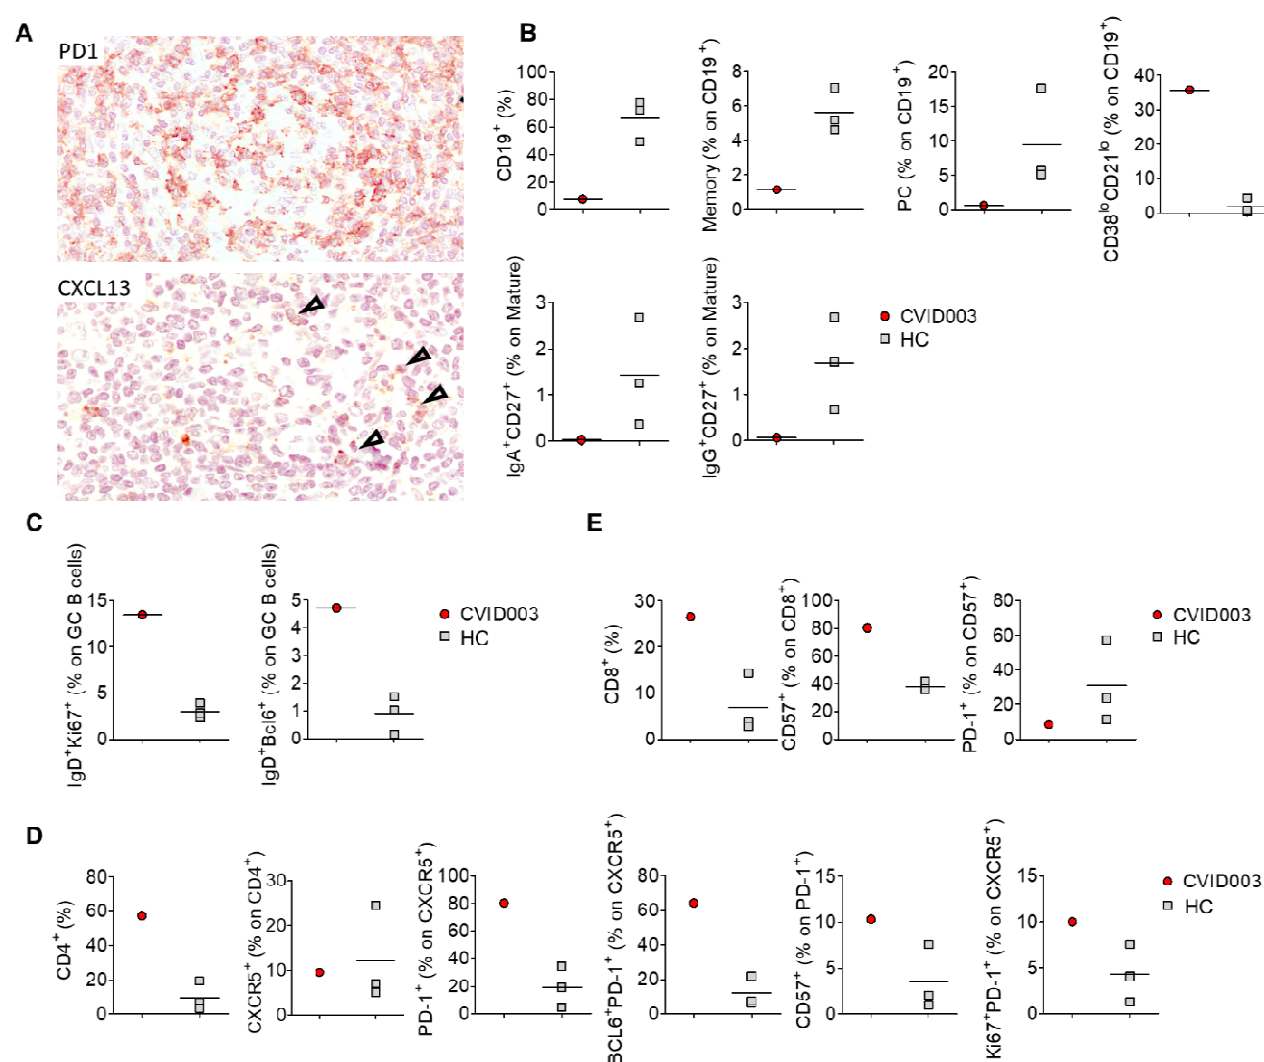 A
PD1
CXCL13
B
CD19+ (%)
100
80
60
40
20
0
Memory (% on CD19+)
8
6
4
2
0
PC (% on CD19+)
20
15
10
5
0
CD38lo CD21lo (% on CD19+)
40
30
20
10
0
IgA+CD27+ (% on Mature)
3
2
1
0
IgG+CD27+ (% on Mature)
3
2
1
0
CVID003
HC
C
IgD+Ki67+ (% on GC B cells)
15
10
5
0
IgD+Bcl6+ (% on GC B cells)
5
4
3
2
1
0
CVID003
HC
E
CD8+ (%)
30
20
10
0
CD57+ (% on CD8+)
100
80
60
40
20
0
PD-1+ (% on CD57+)
80
60
40
20
0
CVID003
HC
D
CD4+ (%)
80
60
40
20
0
CXCR5+ (% on CD4+)
30
20
10
0
PD-1+ (% on CXCR5+)
100
80
60
40
20
0
BCL6+PD-1+ (% on CXCR5+)
80
60
40
20
0
CD57+ (% on PD-1+)
15
10
5
0
Ki67+PD-1+ (% on CXCR5+)
15
10
5
0
CVID003
HC